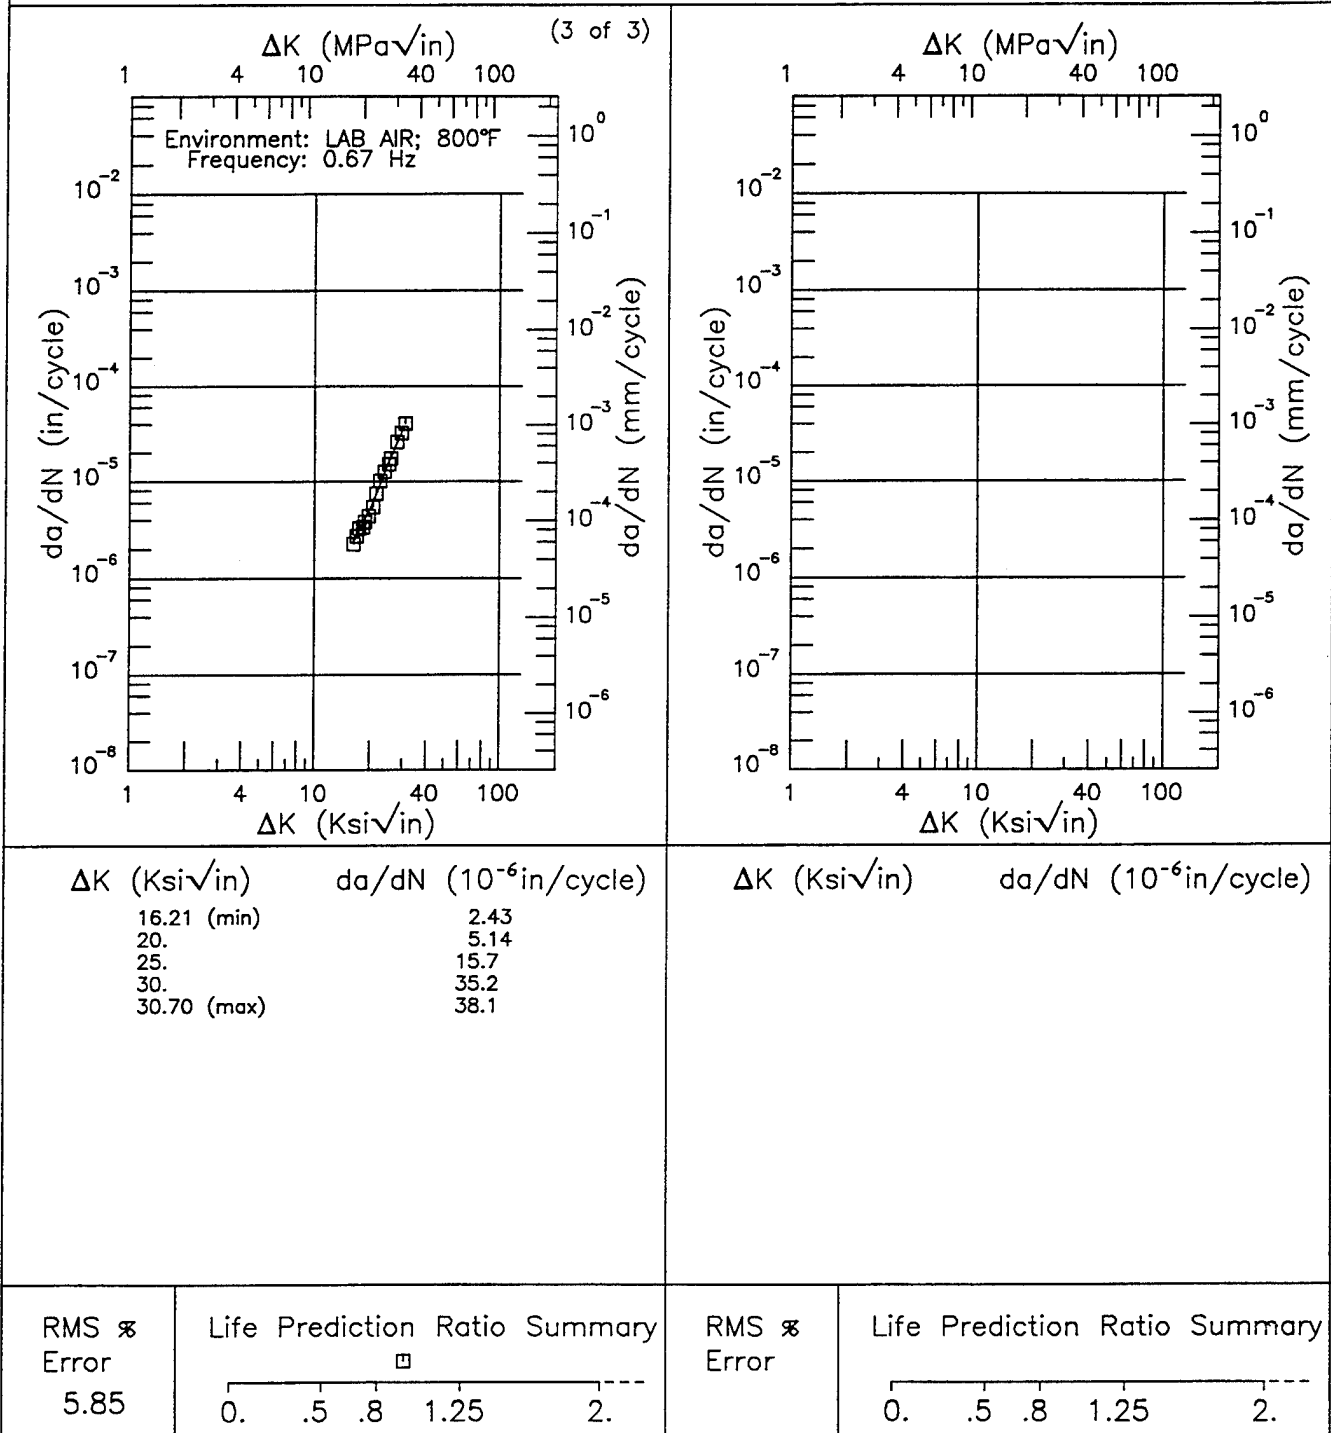 (3 of 3)
ΔK (MPa√in)
1 4 10 40 100
Environment: LAB AIR; 800°F
Frequency: 0.67 Hz
da/dN (in/cycle)
10⁻²
10⁻³
10⁻⁴
10⁻⁵
10⁻⁶
10⁻⁷
10⁻⁸
10⁰
10⁻¹
10⁻²
10⁻³
10⁻⁴
10⁻⁵
10⁻⁶
da/dN (mm/cycle)
1 4 10 40 100
ΔK (Ksi√in)
ΔK (MPa√in)
1 4 10 40 100
da/dN (in/cycle)
10⁻²
10⁻³
10⁻⁴
10⁻⁵
10⁻⁶
10⁻⁷
10⁻⁸
10⁰
10⁻¹
10⁻²
10⁻³
10⁻⁴
10⁻⁵
10⁻⁶
da/dN (mm/cycle)
1 4 10 40 100
ΔK (Ksi√in)
ΔK (Ksi√in) da/dN (10⁻⁶in/cycle)
16.21 (min) 2.43
20. 5.14
25. 15.7
30. 35.2
30.70 (max) 38.1
ΔK (Ksi√in) da/dN (10⁻⁶in/cycle)
RMS %
Error
5.85
Life Prediction Ratio Summary
0. .5 .8 1.25 2.
RMS %
Error
Life Prediction Ratio Summary
0. .5 .8 1.25 2.